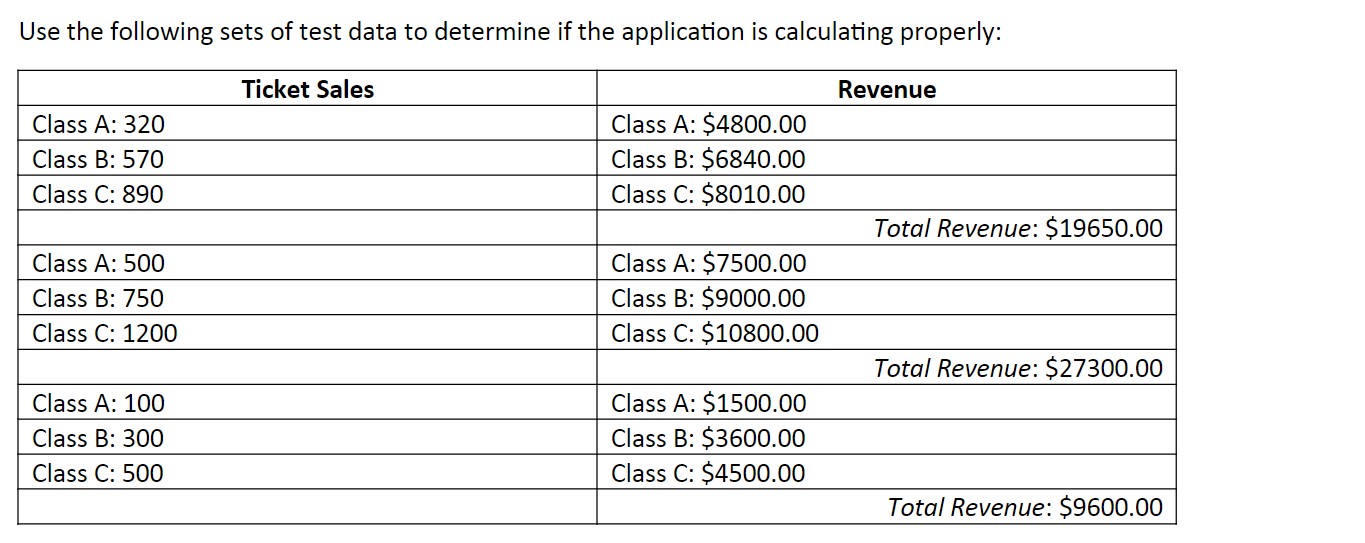 Use the following sets of test data to determine if the application is calculating properly:
Ticket Sales Revenue
Class A: 320 Class A: $4800.00
Class B: 570 Class B: $6840.00
Class C: 890 Class C: $8010.00
Total Revenue: $19650.00
Class A: 500 Class A: $7500.00
Class B: 750 Class B: $9000.00
Class C: 1200 Class C: $10800.00
Total Revenue: $27300.00
Class A: 100 Class A: $1500.00
Class B: 300 Class B: $3600.00
Class C: 500 Class C: $4500.00
Total Revenue: $9600.00